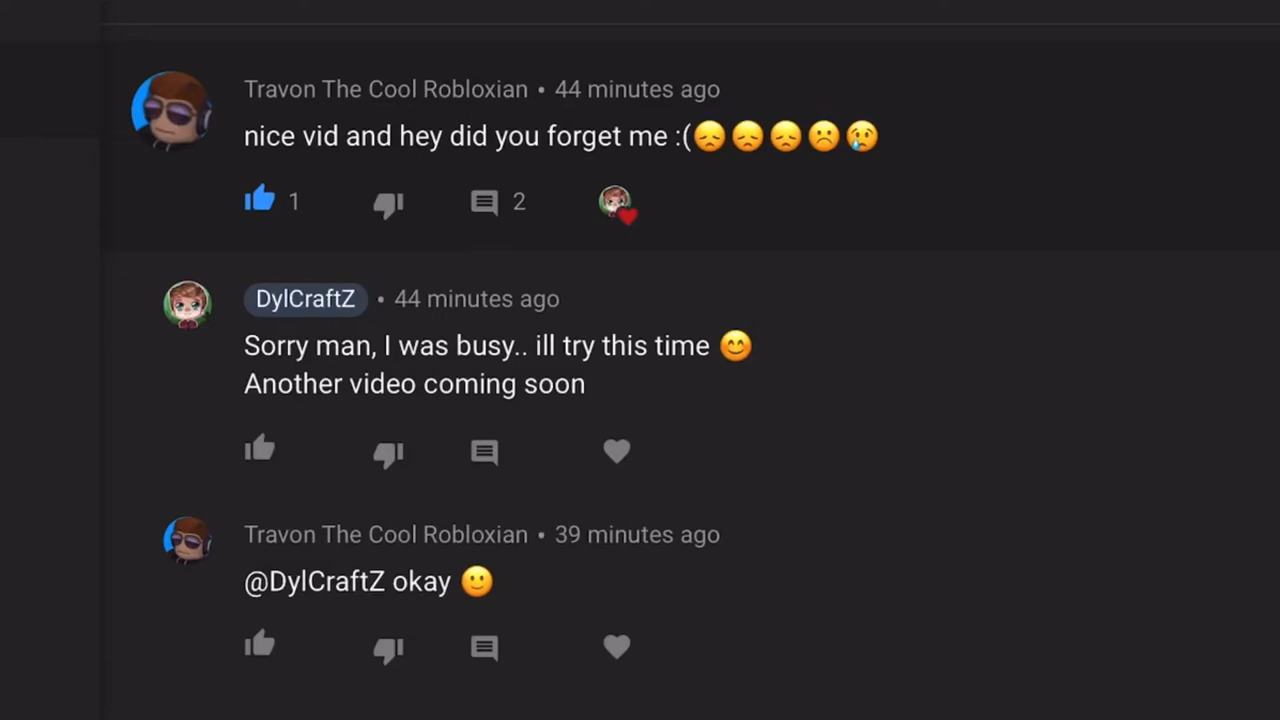 Travon The Cool Robloxian • 44 minutes ago
nice vid and hey did you forget me :(😞😞😞☹️😢
1 2
DylCraftZ • 44 minutes ago
Sorry man, I was busy.. ill try this time 😊
Another video coming soon
Travon The Cool Robloxian • 39 minutes ago
@DylCraftZ okay 🙂